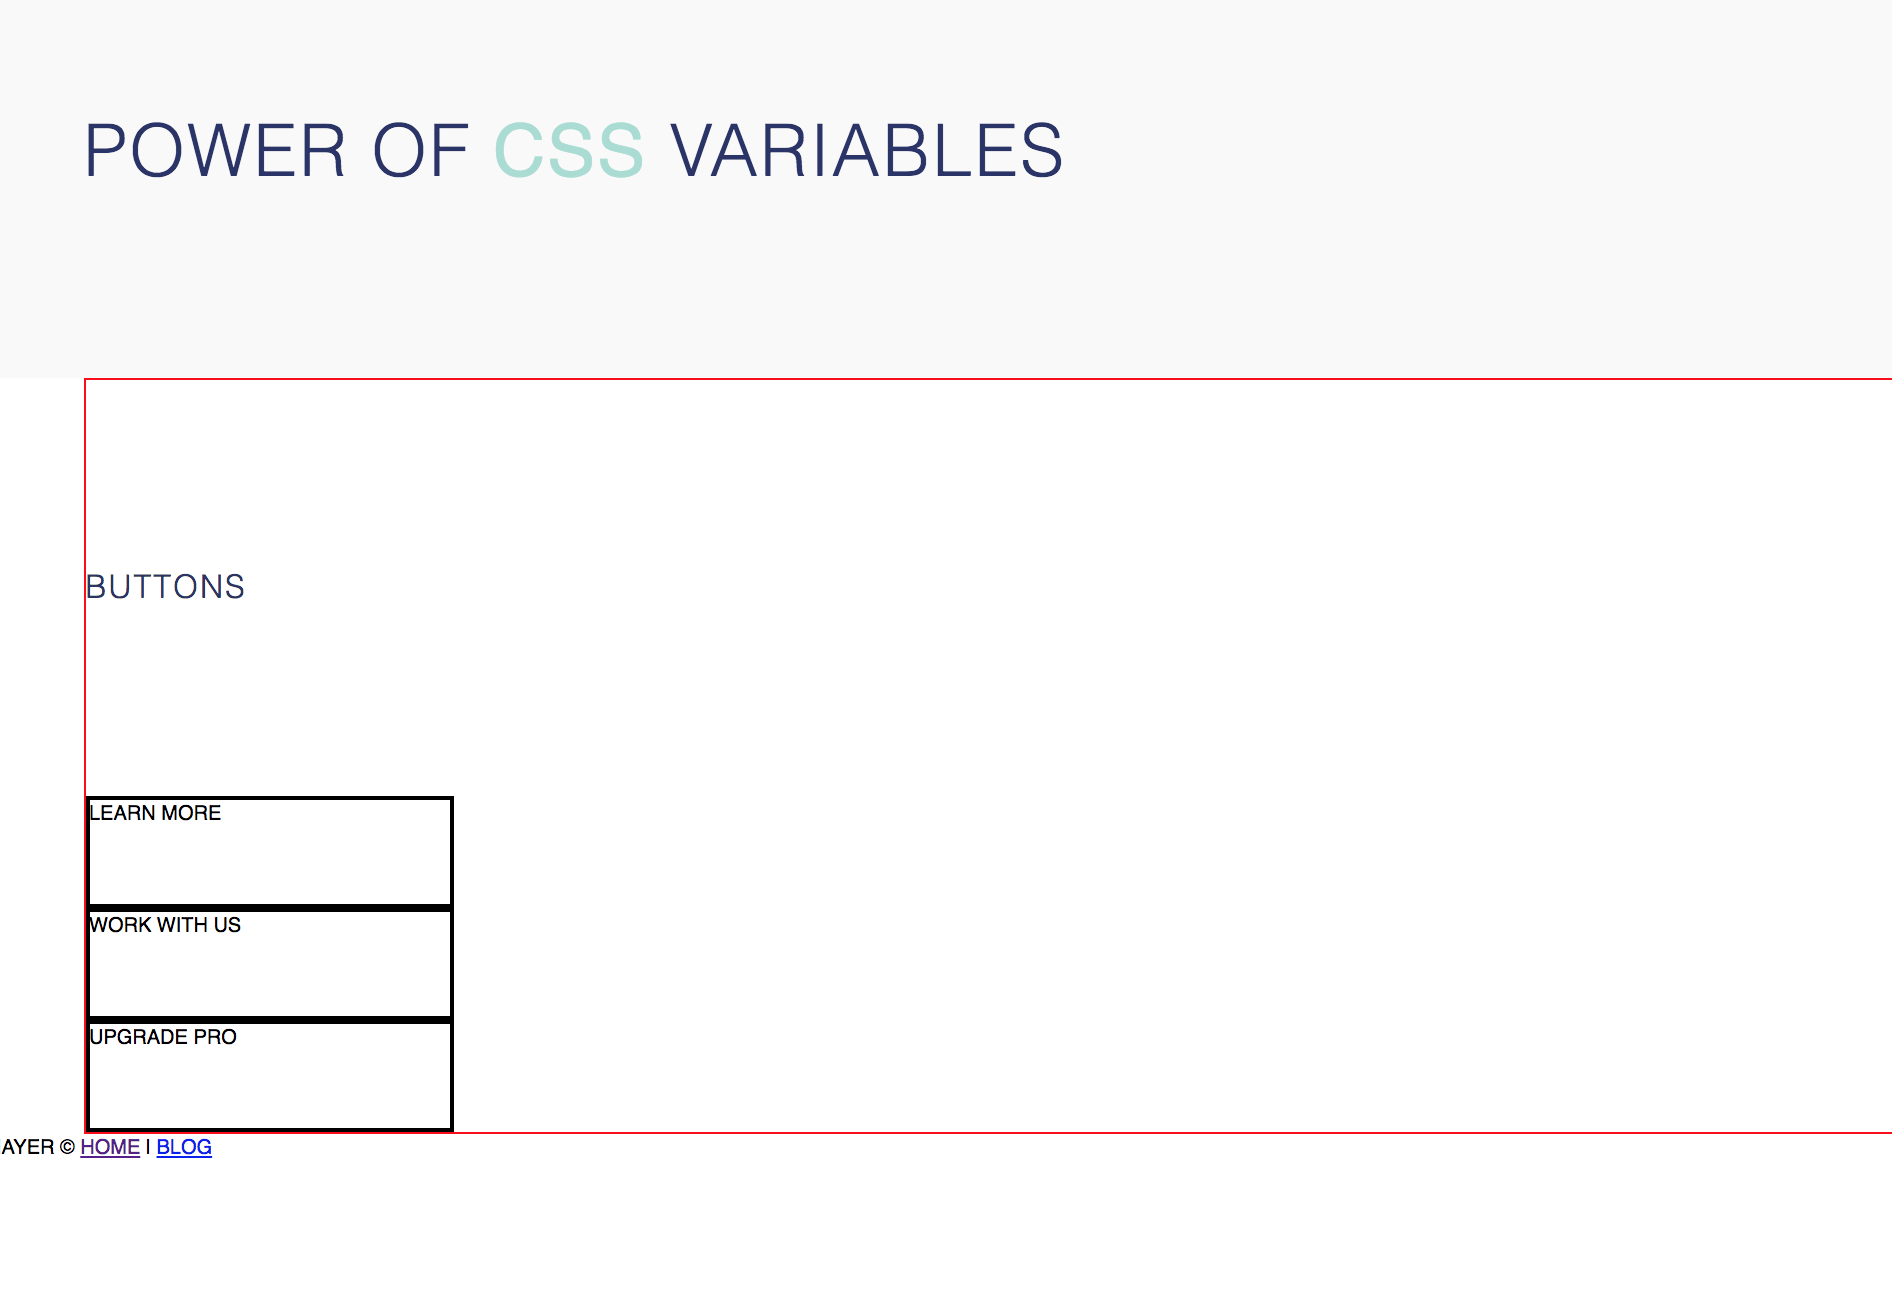 POWER OF CSS VARIABLES
BUTTONS
LEARN MORE
WORK WITH US
UPGRADE PRO
AYER © HOME | BLOG